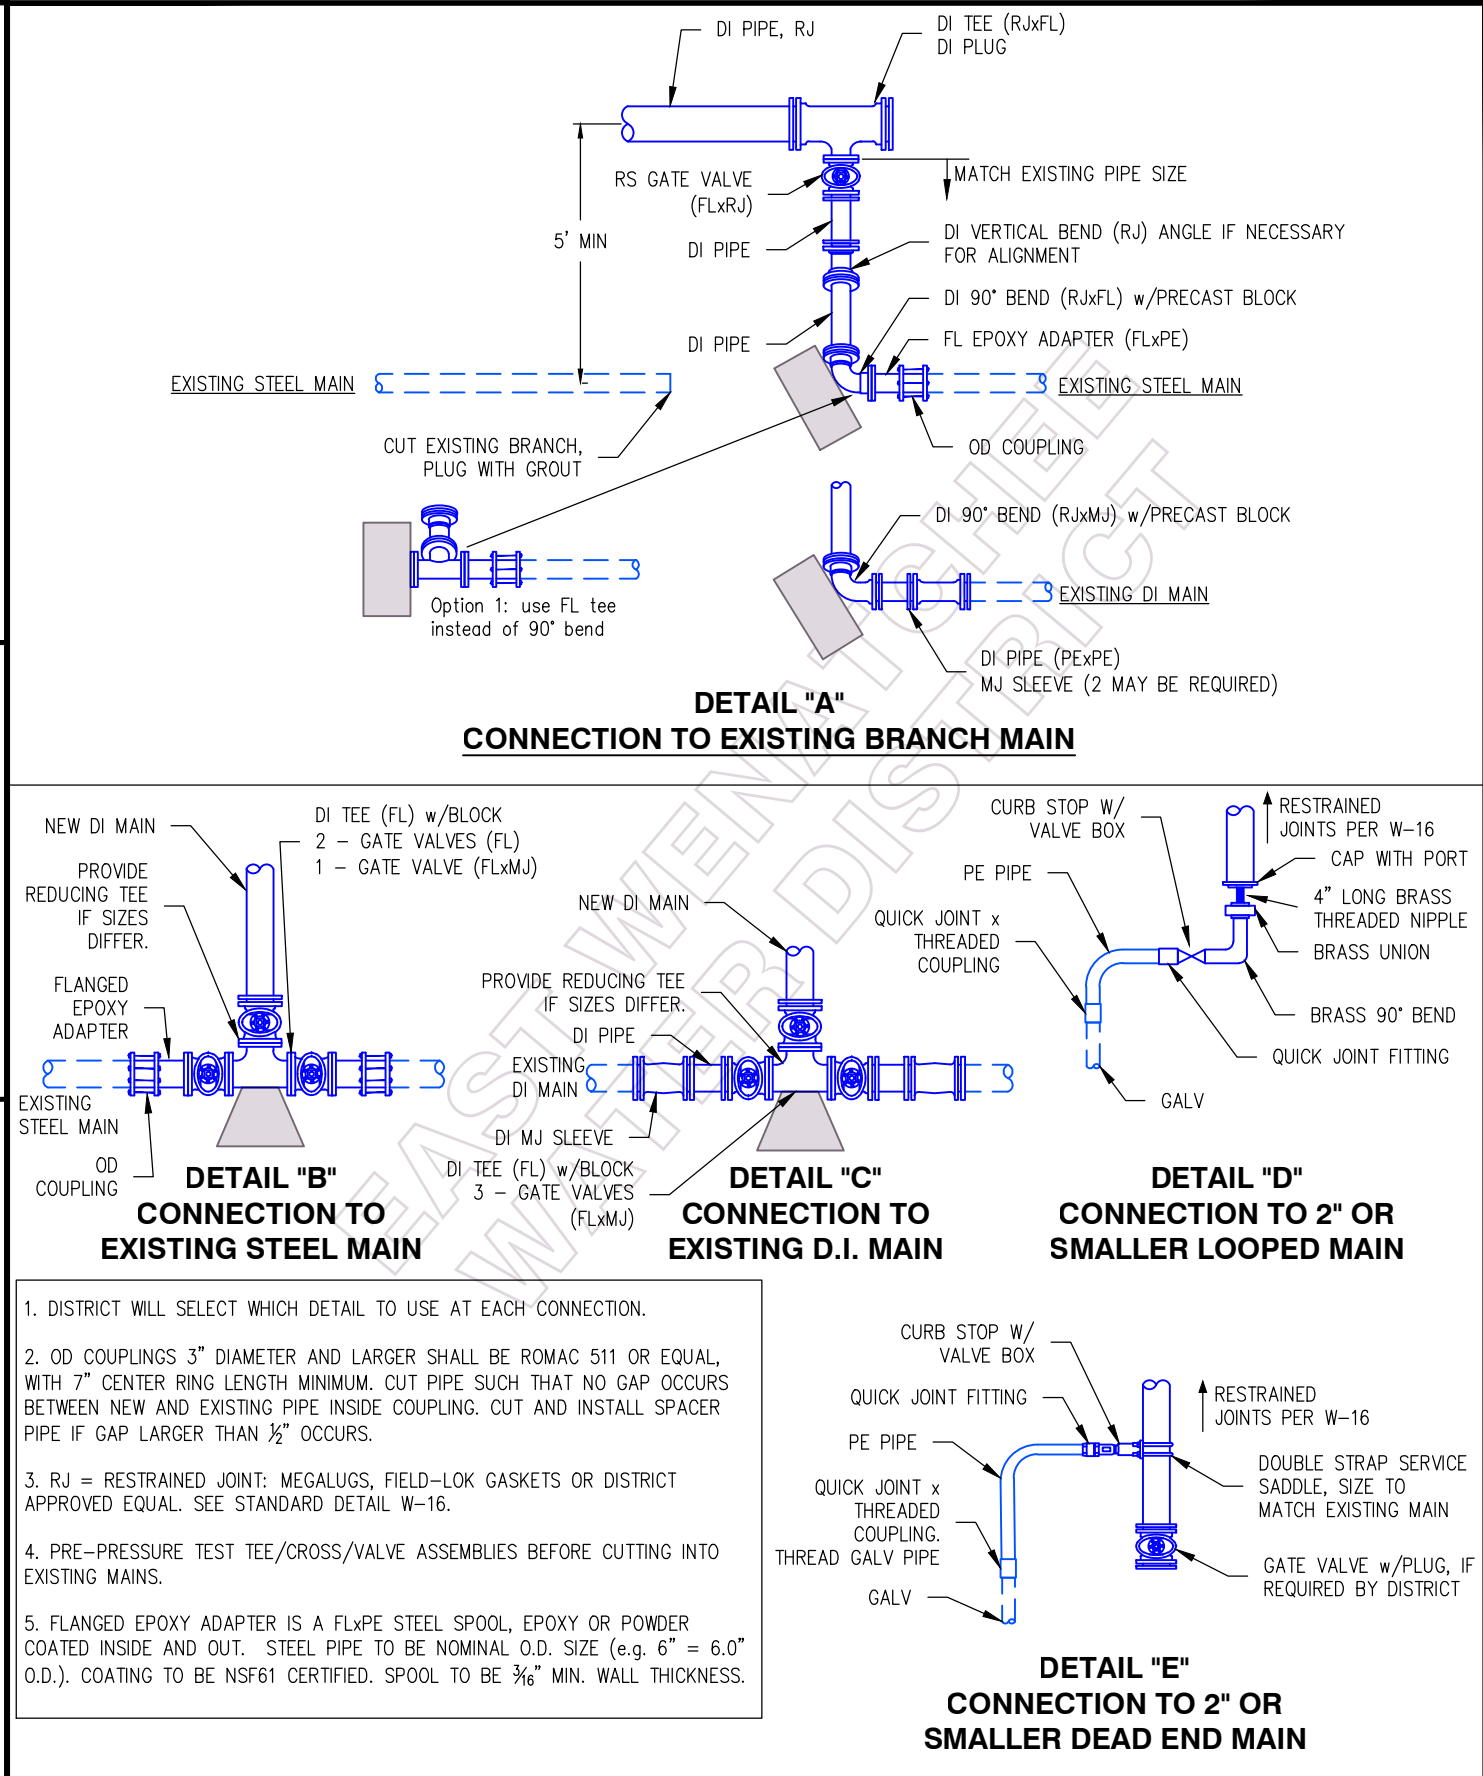 DI PIPE, RJ
DI TEE (RJxFL)
DI PLUG
RS GATE VALVE
(FLxRJ)
MATCH EXISTING PIPE SIZE
5' MIN
DI PIPE
DI VERTICAL BEND (RJ) ANGLE IF NECESSARY
FOR ALIGNMENT
DI 90° BEND (RJxFL) w/PRECAST BLOCK
DI PIPE
FL EPOXY ADAPTER (FLxPE)
EXISTING STEEL MAIN
EXISTING STEEL MAIN
CUT EXISTING BRANCH,
PLUG WITH GROUT
OD COUPLING
DI 90° BEND (RJxMJ) w/PRECAST BLOCK
Option 1: use FL tee
instead of 90° bend
EXISTING DI MAIN
DI PIPE (PExPE)
MJ SLEEVE (2 MAY BE REQUIRED)
DETAIL "A"
CONNECTION TO EXISTING BRANCH MAIN
EAST WENATCHEE
WATER DISTRICT
NEW DI MAIN
DI TEE (FL) w/BLOCK
2 – GATE VALVES (FL)
1 – GATE VALVE (FLxMJ)
PROVIDE
REDUCING TEE
IF SIZES
DIFFER.
FLANGED
EPOXY
ADAPTER
EXISTING
STEEL MAIN
OD
COUPLING
DETAIL "B"
CONNECTION TO
EXISTING STEEL MAIN
NEW DI MAIN
PROVIDE REDUCING TEE
IF SIZES DIFFER.
DI PIPE
EXISTING
DI MAIN
DI MJ SLEEVE
DI TEE (FL) w/BLOCK
3 – GATE VALVES
(FLxMJ)
DETAIL "C"
CONNECTION TO
EXISTING D.I. MAIN
CURB STOP W/
VALVE BOX
RESTRAINED
JOINTS PER W–16
CAP WITH PORT
PE PIPE
4" LONG BRASS
THREADED NIPPLE
QUICK JOINT x
THREADED
COUPLING
BRASS UNION
BRASS 90° BEND
QUICK JOINT FITTING
GALV
DETAIL "D"
CONNECTION TO 2" OR
SMALLER LOOPED MAIN
1. DISTRICT WILL SELECT WHICH DETAIL TO USE AT EACH CONNECTION.
2. OD COUPLINGS 3" DIAMETER AND LARGER SHALL BE ROMAC 511 OR EQUAL,
WITH 7" CENTER RING LENGTH MINIMUM. CUT PIPE SUCH THAT NO GAP OCCURS
BETWEEN NEW AND EXISTING PIPE INSIDE COUPLING. CUT AND INSTALL SPACER
PIPE IF GAP LARGER THAN ½" OCCURS.
3. RJ = RESTRAINED JOINT: MEGALUGS, FIELD–LOK GASKETS OR DISTRICT
APPROVED EQUAL. SEE STANDARD DETAIL W–16.
4. PRE–PRESSURE TEST TEE/CROSS/VALVE ASSEMBLIES BEFORE CUTTING INTO
EXISTING MAINS.
5. FLANGED EPOXY ADAPTER IS A FLxPE STEEL SPOOL, EPOXY OR POWDER
COATED INSIDE AND OUT. STEEL PIPE TO BE NOMINAL O.D. SIZE (e.g. 6" = 6.0"
O.D.). COATING TO BE NSF61 CERTIFIED. SPOOL TO BE 3/16" MIN. WALL THICKNESS.
CURB STOP W/
VALVE BOX
QUICK JOINT FITTING
RESTRAINED
JOINTS PER W–16
PE PIPE
DOUBLE STRAP SERVICE
SADDLE, SIZE TO
MATCH EXISTING MAIN
QUICK JOINT x
THREADED
COUPLING.
THREAD GALV PIPE
GALV
GATE VALVE w/PLUG, IF
REQUIRED BY DISTRICT
DETAIL "E"
CONNECTION TO 2" OR
SMALLER DEAD END MAIN